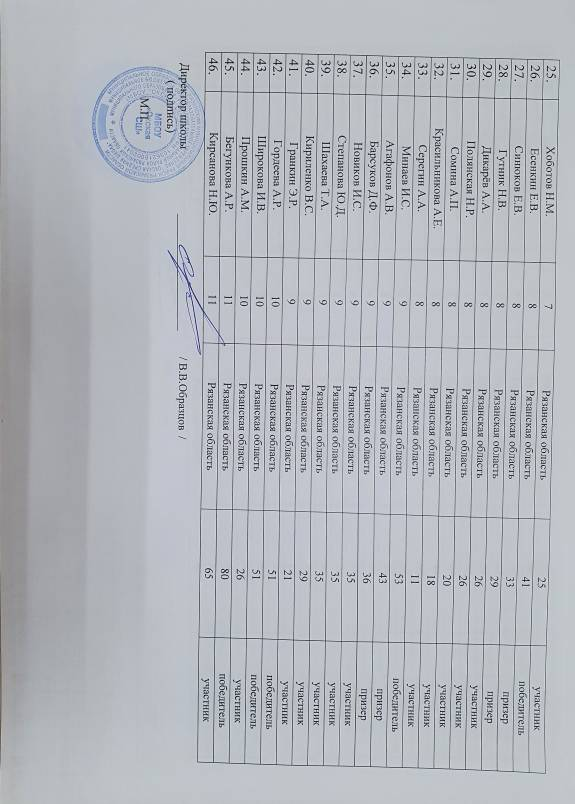 25. Хоботов Н.М. 7 Рязанская область 25 участник
26. Есенкин Е.В. 8 Рязанская область 41 победитель
27. Синюков Е.В. 8 Рязанская область 33 призер
28. Гутник Н.В. 8 Рязанская область 29 призер
29. Дикарёв А.А. 8 Рязанская область 26 участник
30. Полянская Н.Р. 8 Рязанская область 26 участник
31. Сомина А.П. 8 Рязанская область 20 участник
32. Красильникова А.Е. 8 Рязанская область 18 участник
33. Серегин А.А. 8 Рязанская область 11 участник
34. Минаев И.С. 9 Рязанская область 53 победитель
35. Агафонов А.В. 9 Рязанская область 43 призер
36. Барсуков Д.Ф. 9 Рязанская область 36 призер
37. Новиков И.С. 9 Рязанская область 35 участник
38. Степанова Ю.Д. 9 Рязанская область 35 участник
39. Шахаева Т.А. 9 Рязанская область 35 участник
40. Кириленко В.С. 9 Рязанская область 29 участник
41. Гранкин Э.Р. 9 Рязанская область 21 участник
42. Гордеева А.Р. 10 Рязанская область 51 победитель
43. Широкова И.В. 10 Рязанская область 51 победитель
44. Прошкин А.М. 10 Рязанская область 26 участник
45. Бегункова А.Р. 11 Рязанская область 80 победитель
46. Кирсанова Н.Ю. 11 Рязанская область 65 участник
Директор школы / В.В.Образцов /
( подпись)
М.П.
МБОУ
СШ»